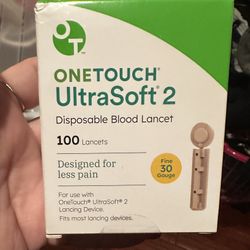 OT
ONETOUCH®
UltraSoft® 2
Disposable Blood Lancet
100 Lancets
Designed for
less pain
Fine
30
Gauge
For use with
OneTouch® UltraSoft® 2
Lancing Device.
Fits most lancing devices.